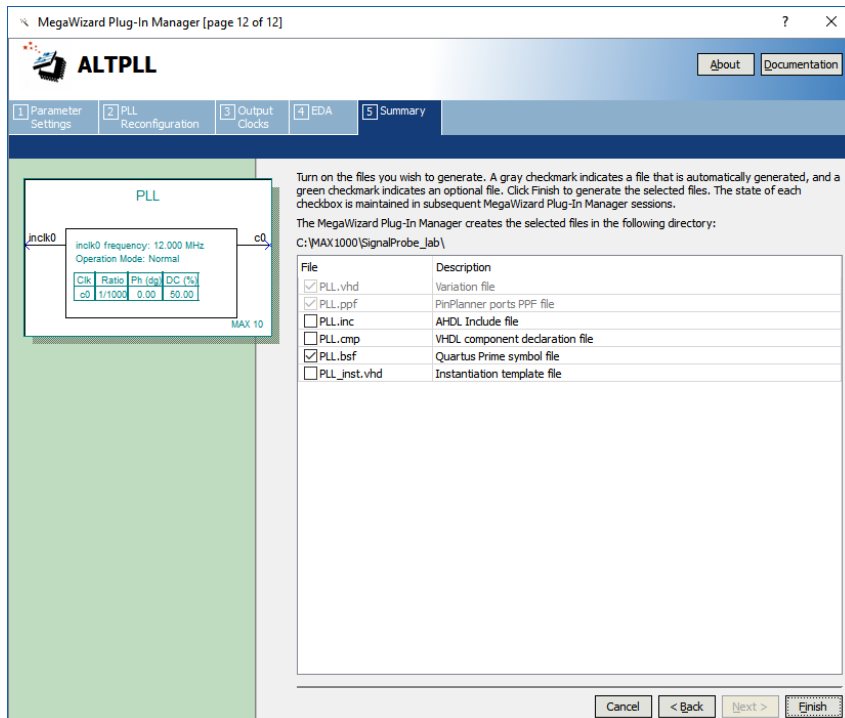 MegaWizard Plug-In Manager [page 12 of 12]
? X
ALTPLL
About
Documentation
1 Parameter Settings
2 PLL Reconfiguration
3 Output Clocks
4 EDA
5 Summary
PLL
inclk0
c0
inclk0 frequency: 12.000 MHz
Operation Mode: Normal
Clk Ratio Ph (dg) DC (%)
c0 1/1000 0.00 50.00
MAX 10
Turn on the files you wish to generate. A gray checkmark indicates a file that is automatically generated, and a
green checkmark indicates an optional file. Click Finish to generate the selected files. The state of each
checkbox is maintained in subsequent MegaWizard Plug-In Manager sessions.
The MegaWizard Plug-In Manager creates the selected files in the following directory:
C:\MAX1000\SignalProbe_lab\
File Description
PLL.vhd Variation file
PLL.ppf PinPlanner ports PPF file
PLL.inc AHDL Include file
PLL.cmp VHDL component declaration file
PLL.bsf Quartus Prime symbol file
PLL_inst.vhd Instantiation template file
Cancel
< Back
Next >
Finish